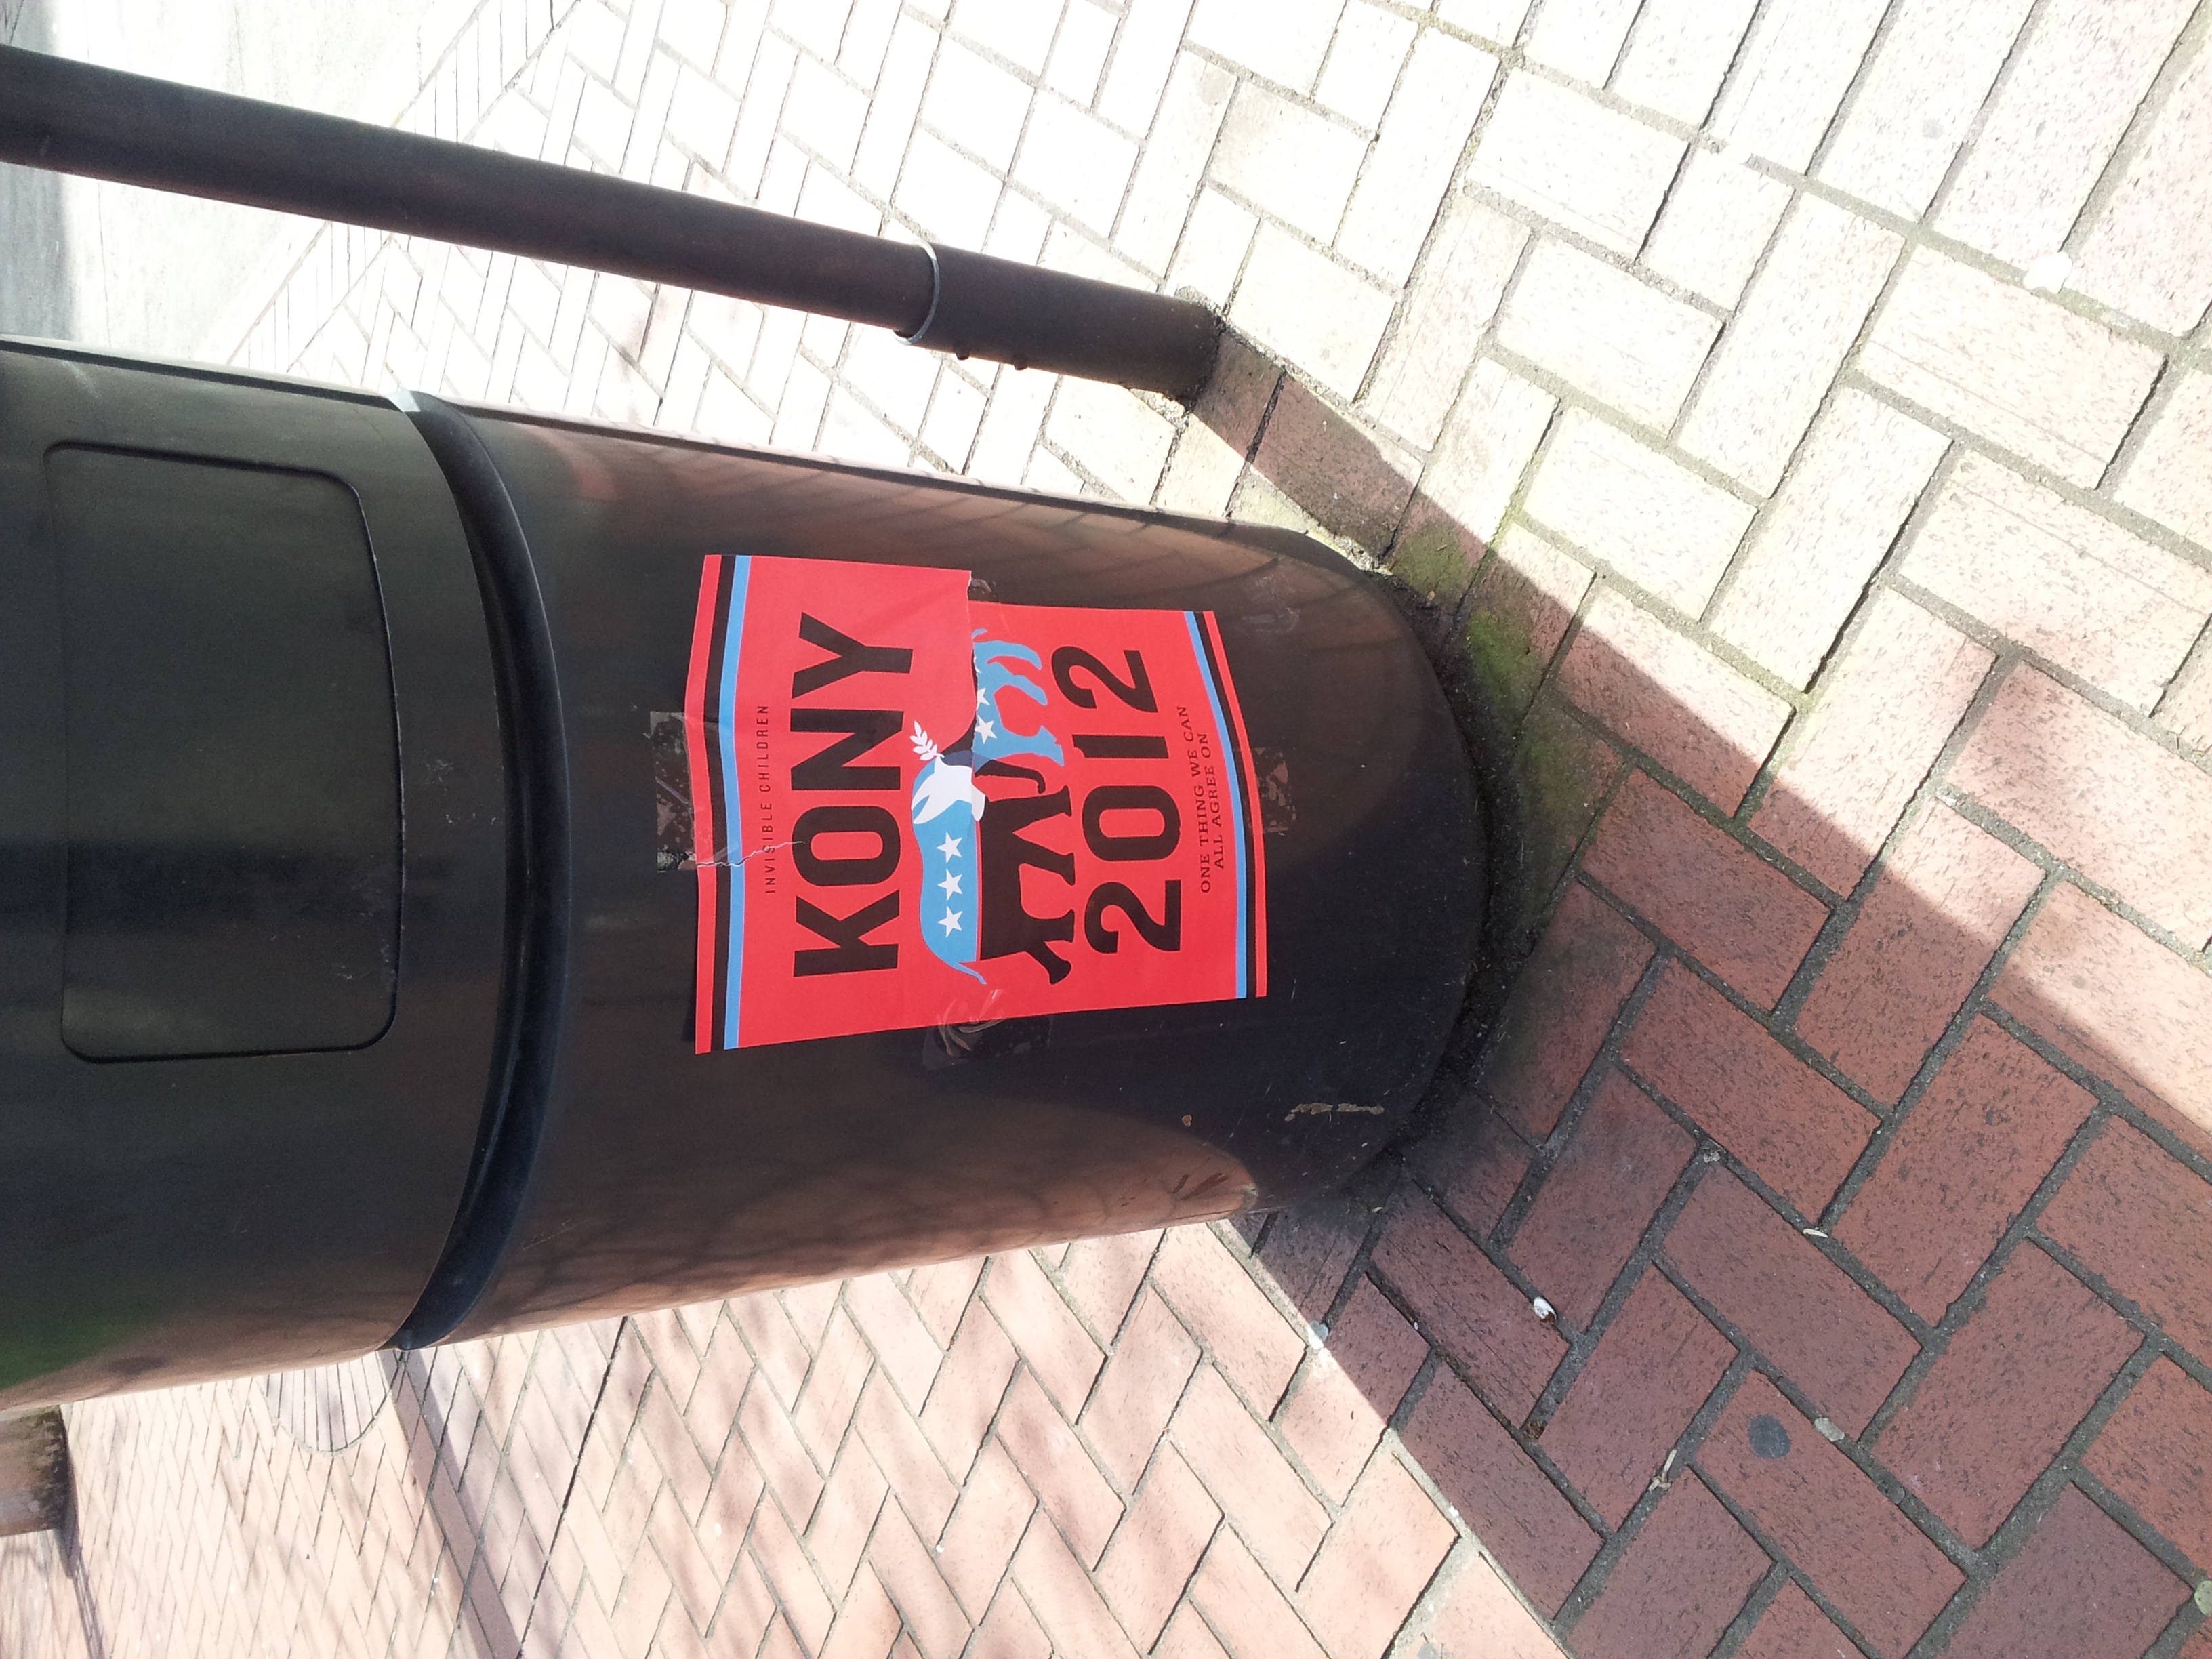 INVISIBLE CHILDREN
KONY
2012
ONE THING WE CAN
ALL AGREE ON